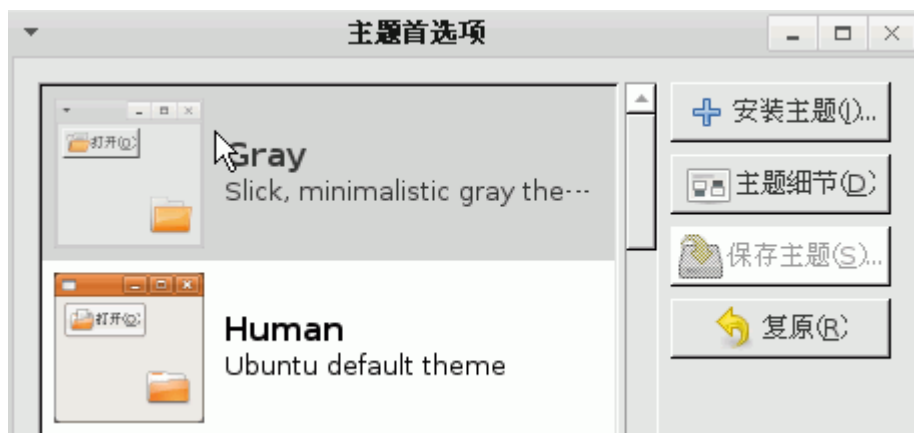 主题首选项
打开(O)
Gray
Slick, minimalistic gray the...
打开(O)
Human
Ubuntu default theme
安装主题(I)...
主题细节(D)
保存主题(S)...
复原(R)